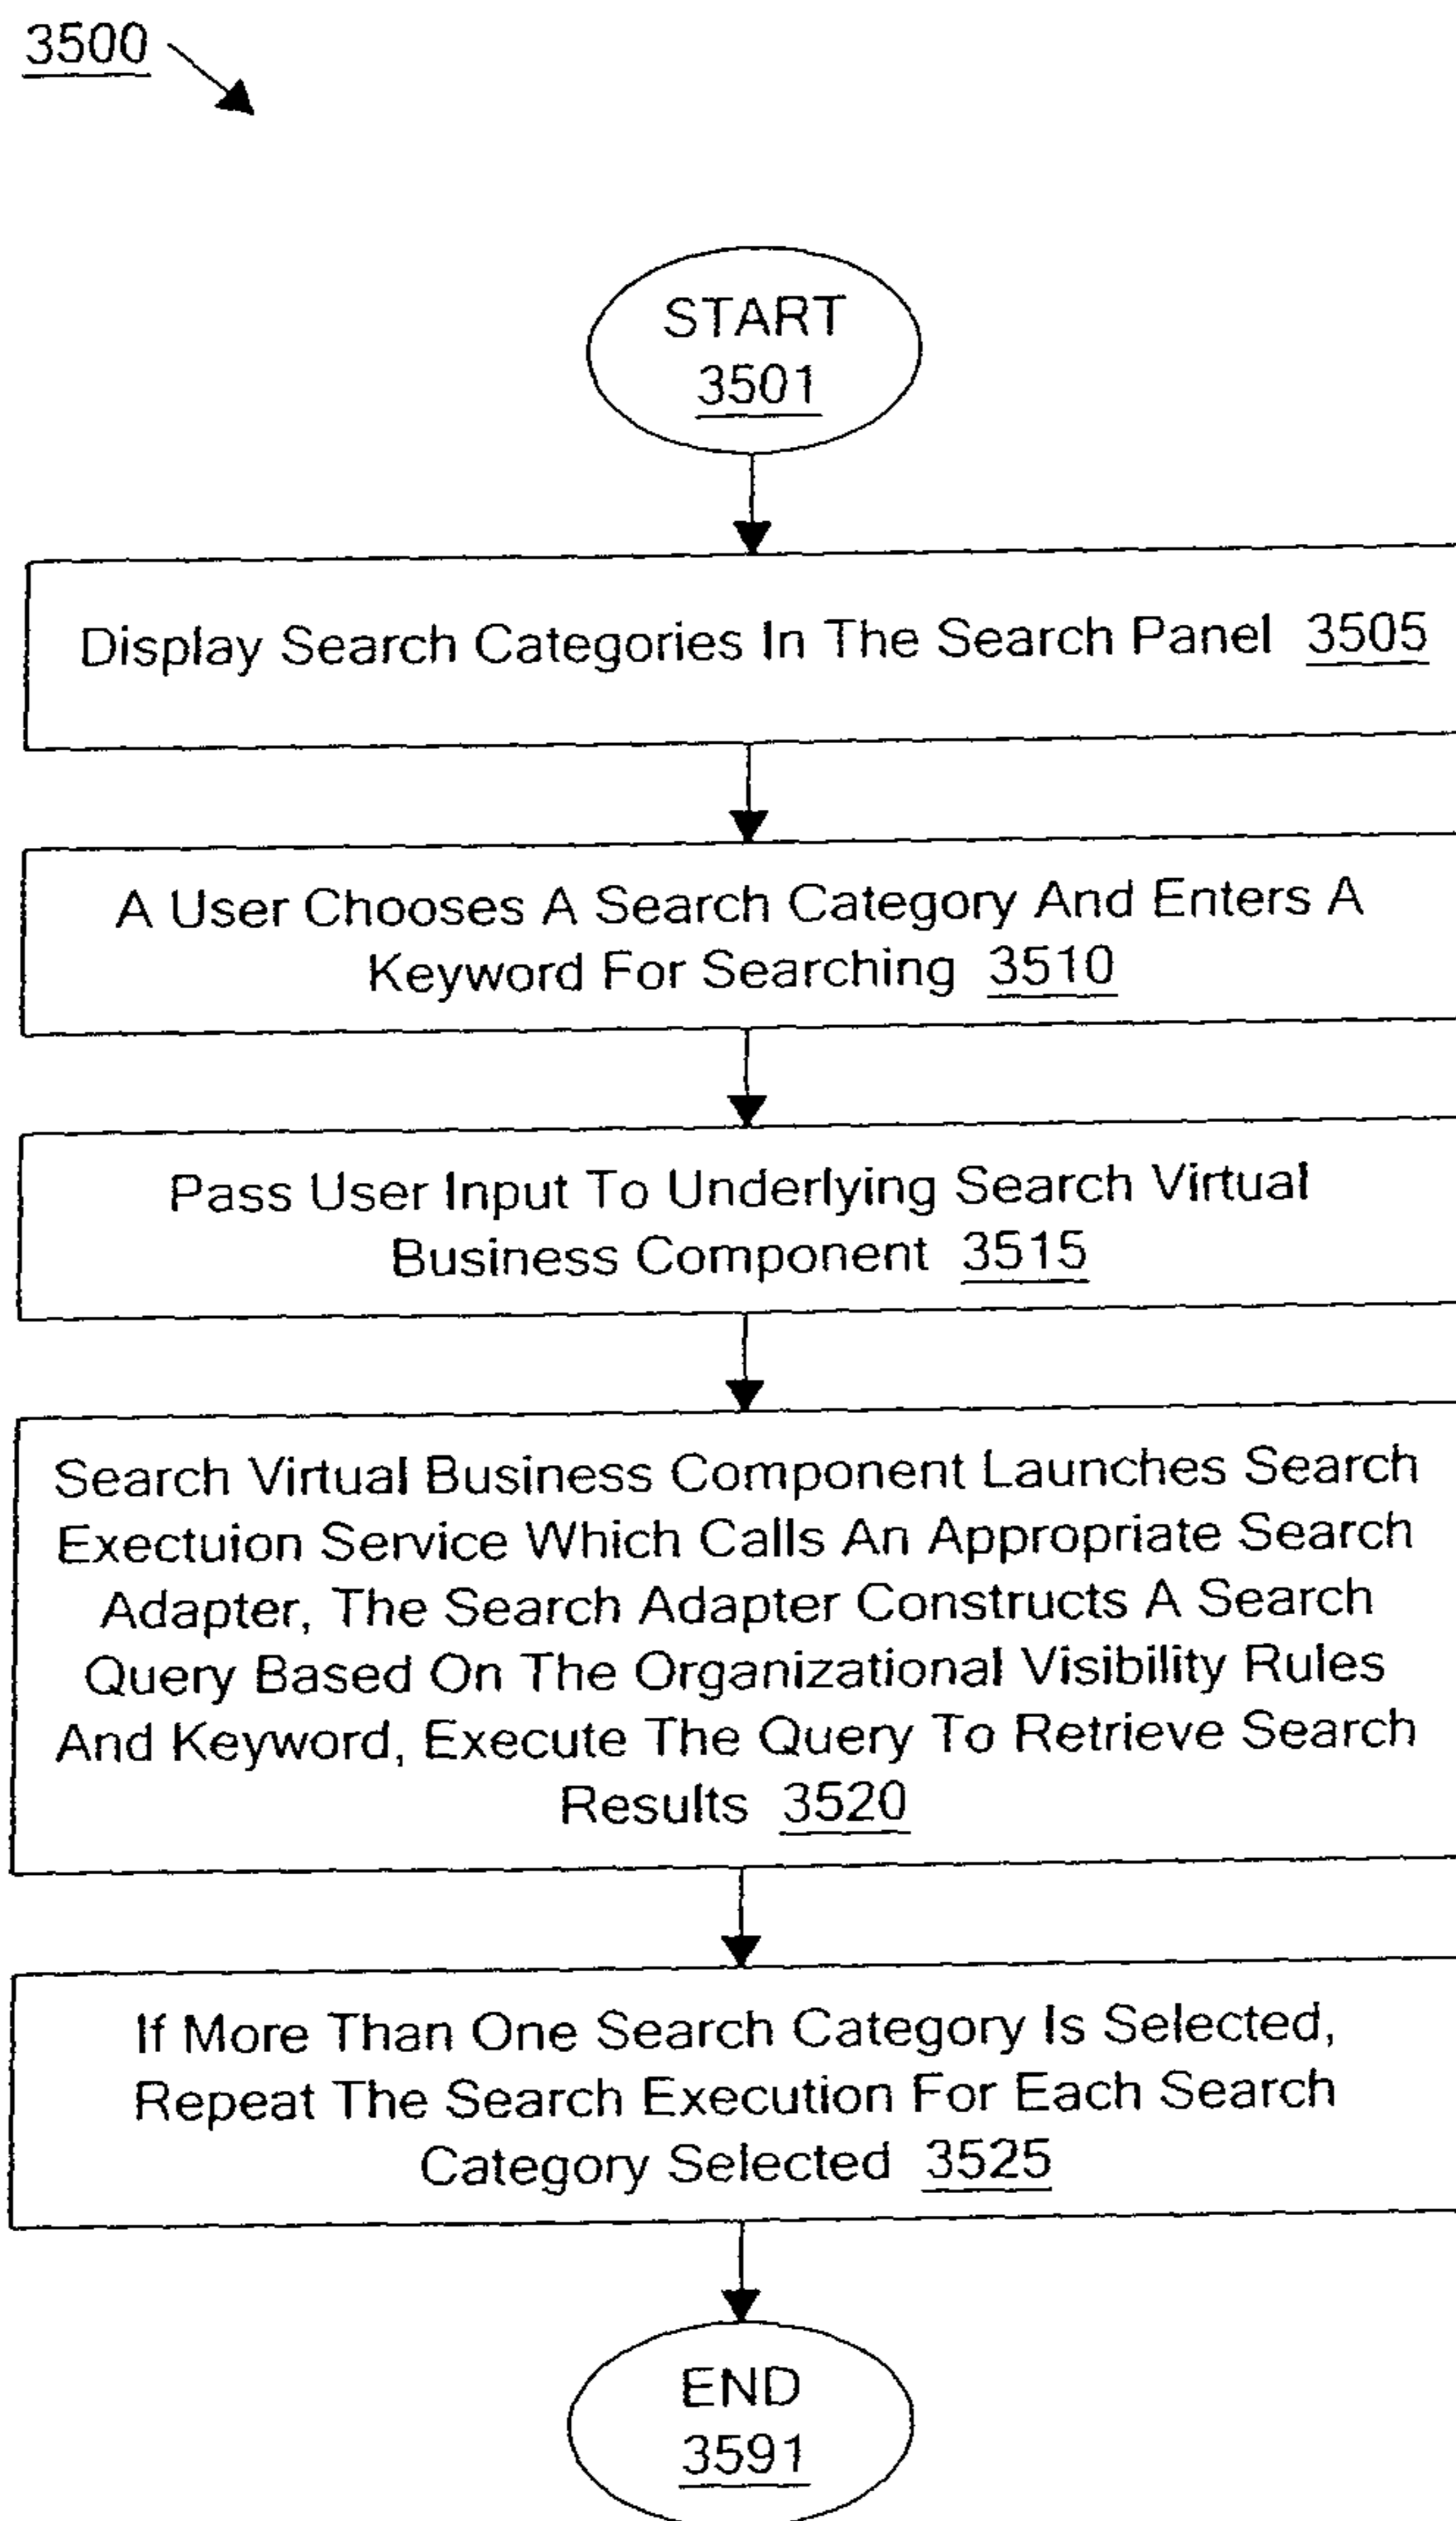 3500
START
3501
Display Search Categories In The Search Panel 3505
A User Chooses A Search Category And Enters A
Keyword For Searching 3510
Pass User Input To Underlying Search Virtual
Business Component 3515
Search Virtual Business Component Launches Search
Exectuion Service Which Calls An Appropriate Search
Adapter, The Search Adapter Constructs A Search
Query Based On The Organizational Visibility Rules
And Keyword, Execute The Query To Retrieve Search
Results 3520
If More Than One Search Category Is Selected,
Repeat The Search Execution For Each Search
Category Selected 3525
END
3591